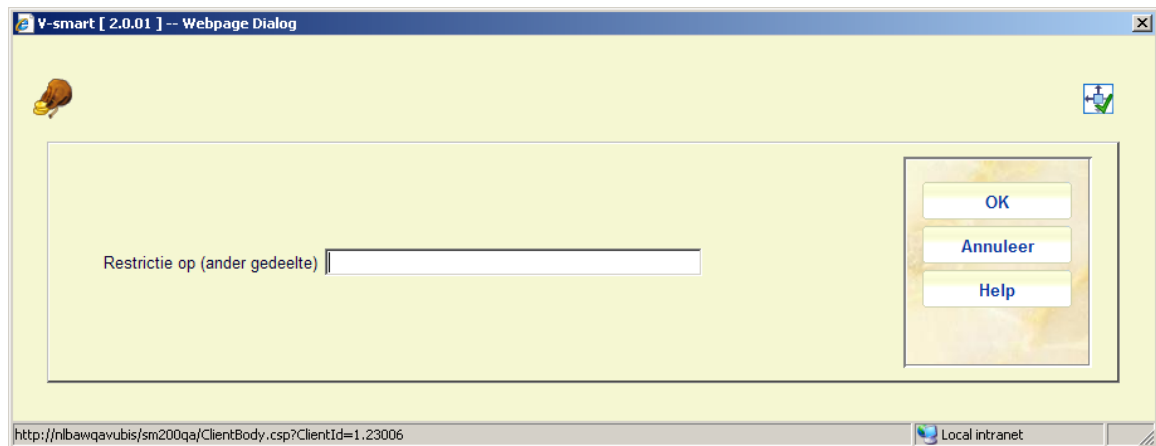 V-smart [ 2.0.01 ] -- Webpage Dialog
OK
Restrictie op (ander gedeelte)
Annuleer
Help
http://nlbawqavubis/sm200qa/ClientBody.csp?ClientId=1.23006
Local intranet